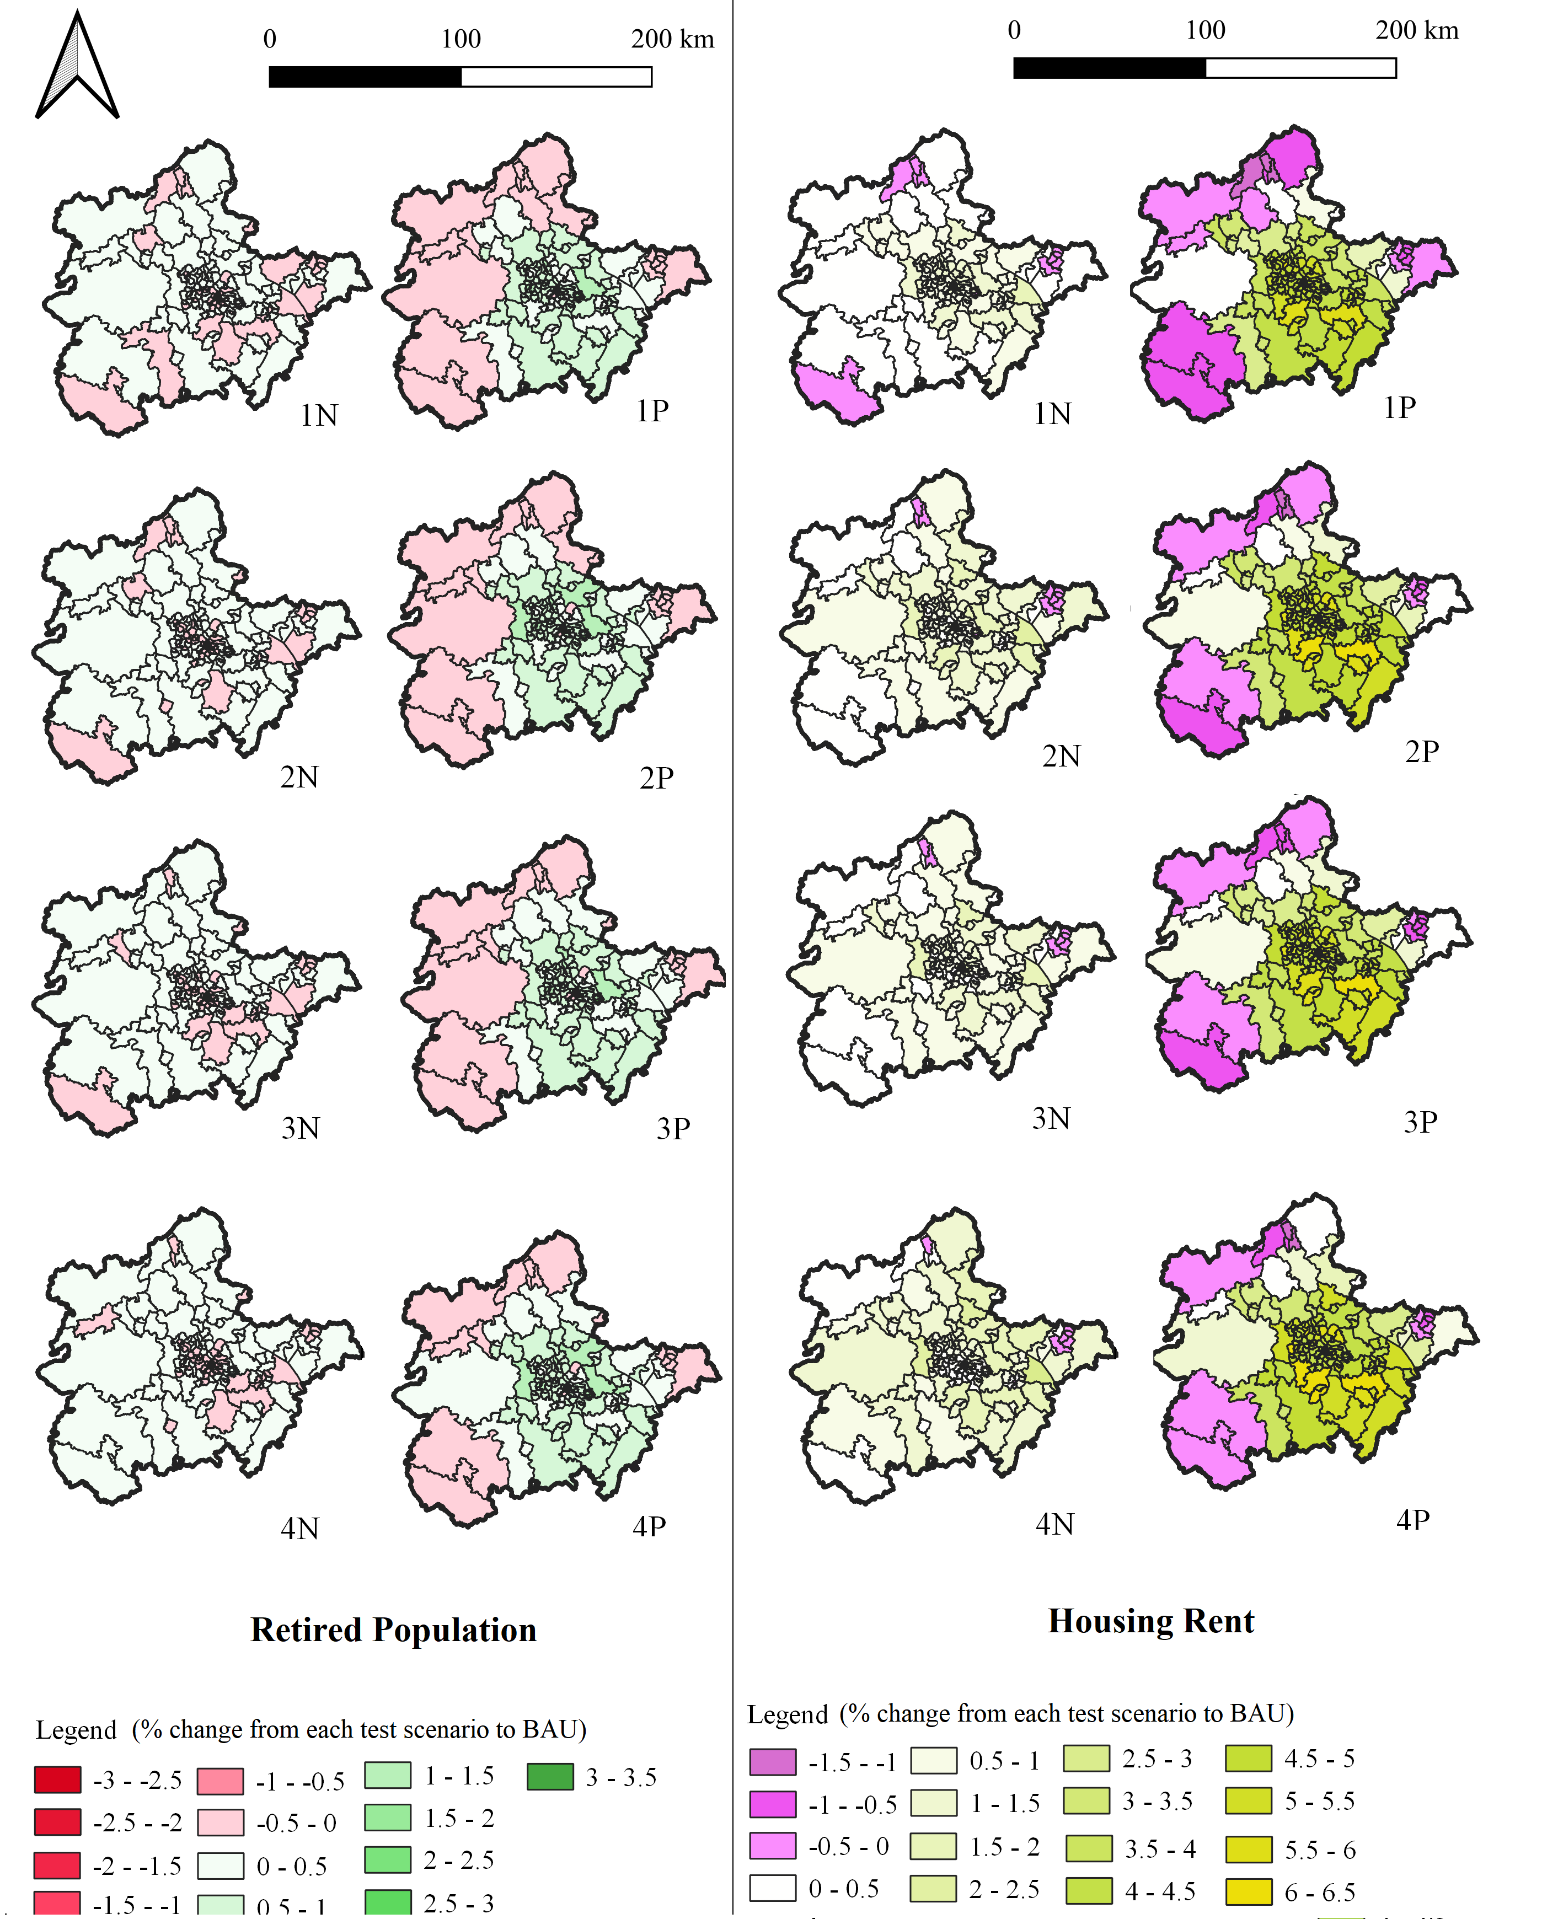 0 100 200 km
0 100 200 km
1N 1P
1N 1P
2N 2P
2N 2P
3N 3P
3N 3P
4N 4P
4N 4P
Retired Population
Housing Rent
Legend (% change from each test scenario to BAU)
-3 - -2.5
-2.5 - -2
-2 - -1.5
-1.5 - -1
-1 - -0.5
-0.5 - 0
0 - 0.5
0.5 - 1
1 - 1.5
1.5 - 2
2 - 2.5
2.5 - 3
3 - 3.5
Legend (% change from each test scenario to BAU)
-1.5 - -1
-1 - -0.5
-0.5 - 0
0 - 0.5
0.5 - 1
1 - 1.5
1.5 - 2
2 - 2.5
2.5 - 3
3 - 3.5
3.5 - 4
4 - 4.5
4.5 - 5
5 - 5.5
5.5 - 6
6 - 6.5